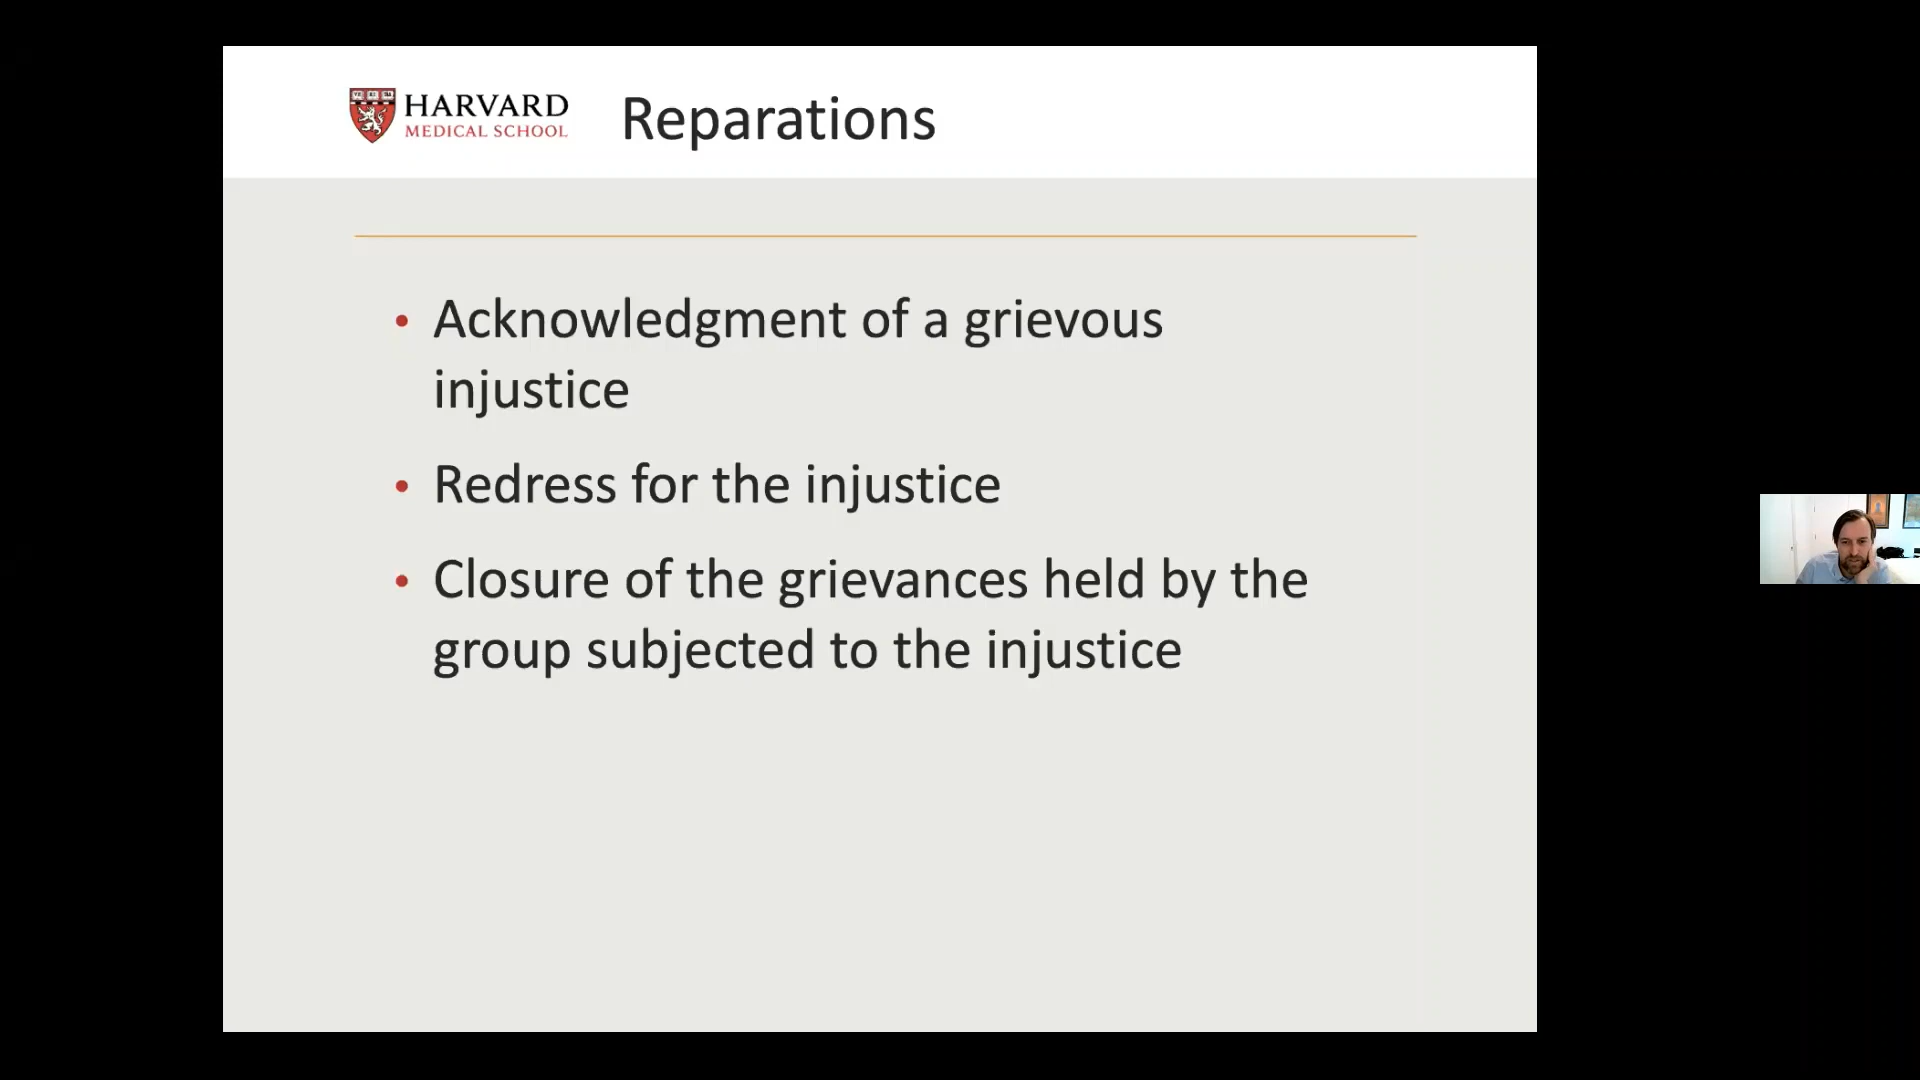 HARVARD
MEDICAL SCHOOL
Reparations
• Acknowledgment of a grievous
injustice
• Redress for the injustice
• Closure of the grievances held by the
group subjected to the injustice